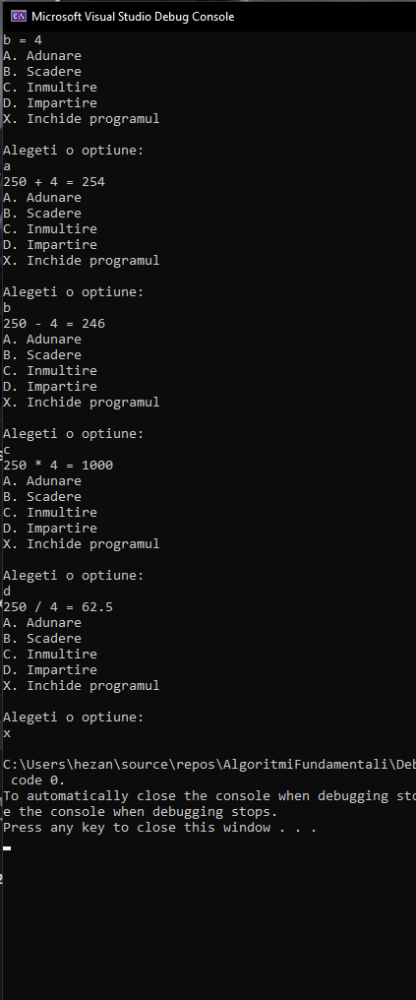 Microsoft Visual Studio Debug Console
b = 4
A. Adunare
B. Scadere
C. Inmultire
D. Impartire
X. Inchide programul
Alegeti o optiune:
a
250 + 4 = 254
A. Adunare
B. Scadere
C. Inmultire
D. Impartire
X. Inchide programul
Alegeti o optiune:
b
250 - 4 = 246
A. Adunare
B. Scadere
C. Inmultire
D. Impartire
X. Inchide programul
Alegeti o optiune:
c
250 * 4 = 1000
A. Adunare
B. Scadere
C. Inmultire
D. Impartire
X. Inchide programul
Alegeti o optiune:
d
250 / 4 = 62.5
A. Adunare
B. Scadere
C. Inmultire
D. Impartire
X. Inchide programul
Alegeti o optiune:
x
C:\Users\hezan\source\repos\AlgoritmiFundamentali\Deb
code 0.
To automatically close the console when debugging sto
e the console when debugging stops.
Press any key to close this window . . .